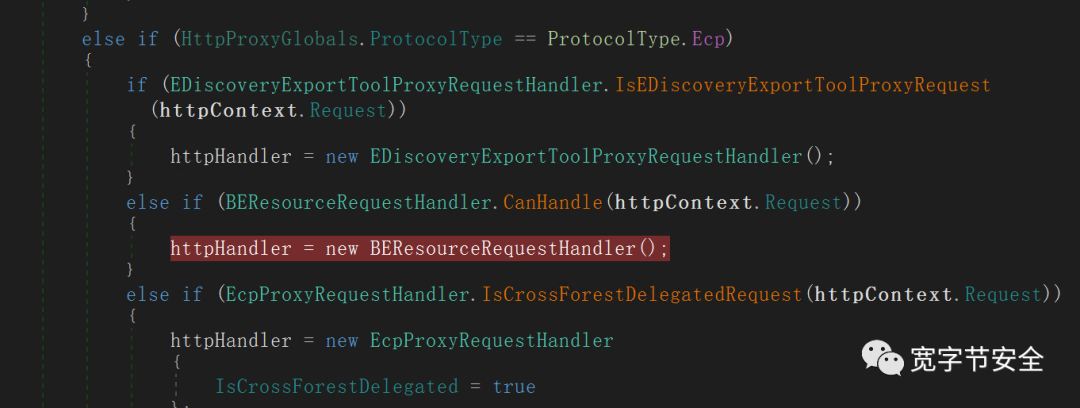 }
else if (HttpProxyGlobals.ProtocolType == ProtocolType.Ecp)
{
if (EDiscoveryExportToolProxyRequestHandler.IsEDiscoveryExportToolProxyRequest
(httpContext.Request))
{
httpHandler = new EDiscoveryExportToolProxyRequestHandler();
}
else if (BEResourceRequestHandler.CanHandle(httpContext.Request))
{
httpHandler = new BEResourceRequestHandler();
}
else if (EcpProxyRequestHandler.IsCrossForestDelegatedRequest(httpContext.Request))
{
httpHandler = new EcpProxyRequestHandler
{
IsCrossForestDelegated = true
};
宽字节安全